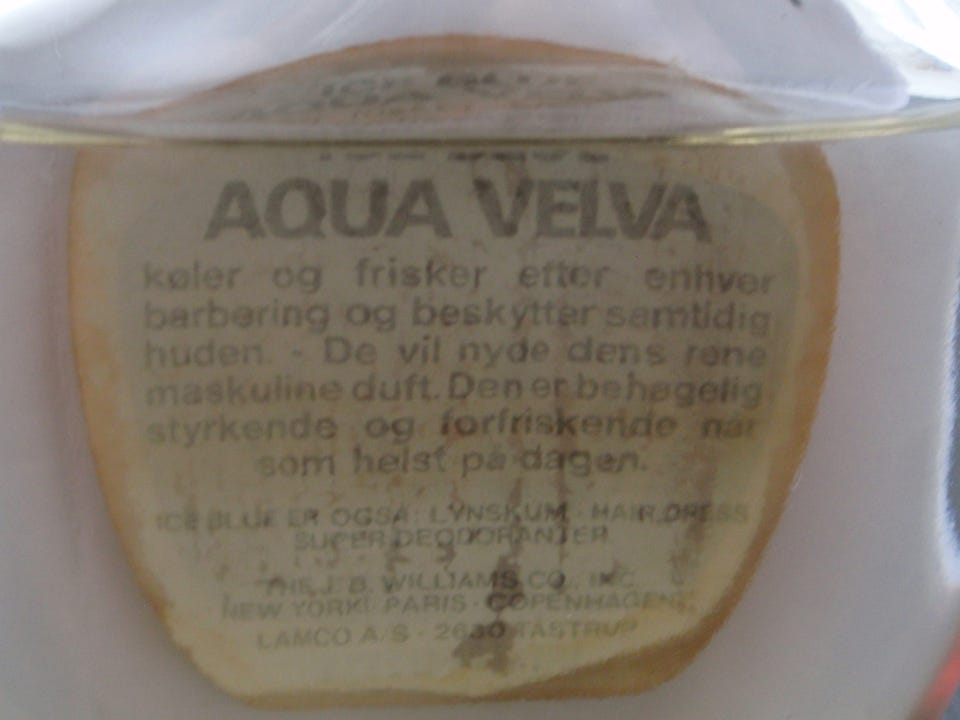 AQUA VELVA
køler og frisker efter enhver
barbering og beskytter samtidig
huden. - De vil nyde dens rene
maskuline duft. Den er behagelig
styrkende og forfriskende når
som helst på dagen.
ICE BLUE ER OGSÅ: LYNSKUM - HAIR DRESS
SUPER DEODORANTER
THE J. B. WILLIAMS CO., INC.
NEW YORK - PARIS - COPENHAGEN
LAMCO A/S - 2630 TÅSTRUP